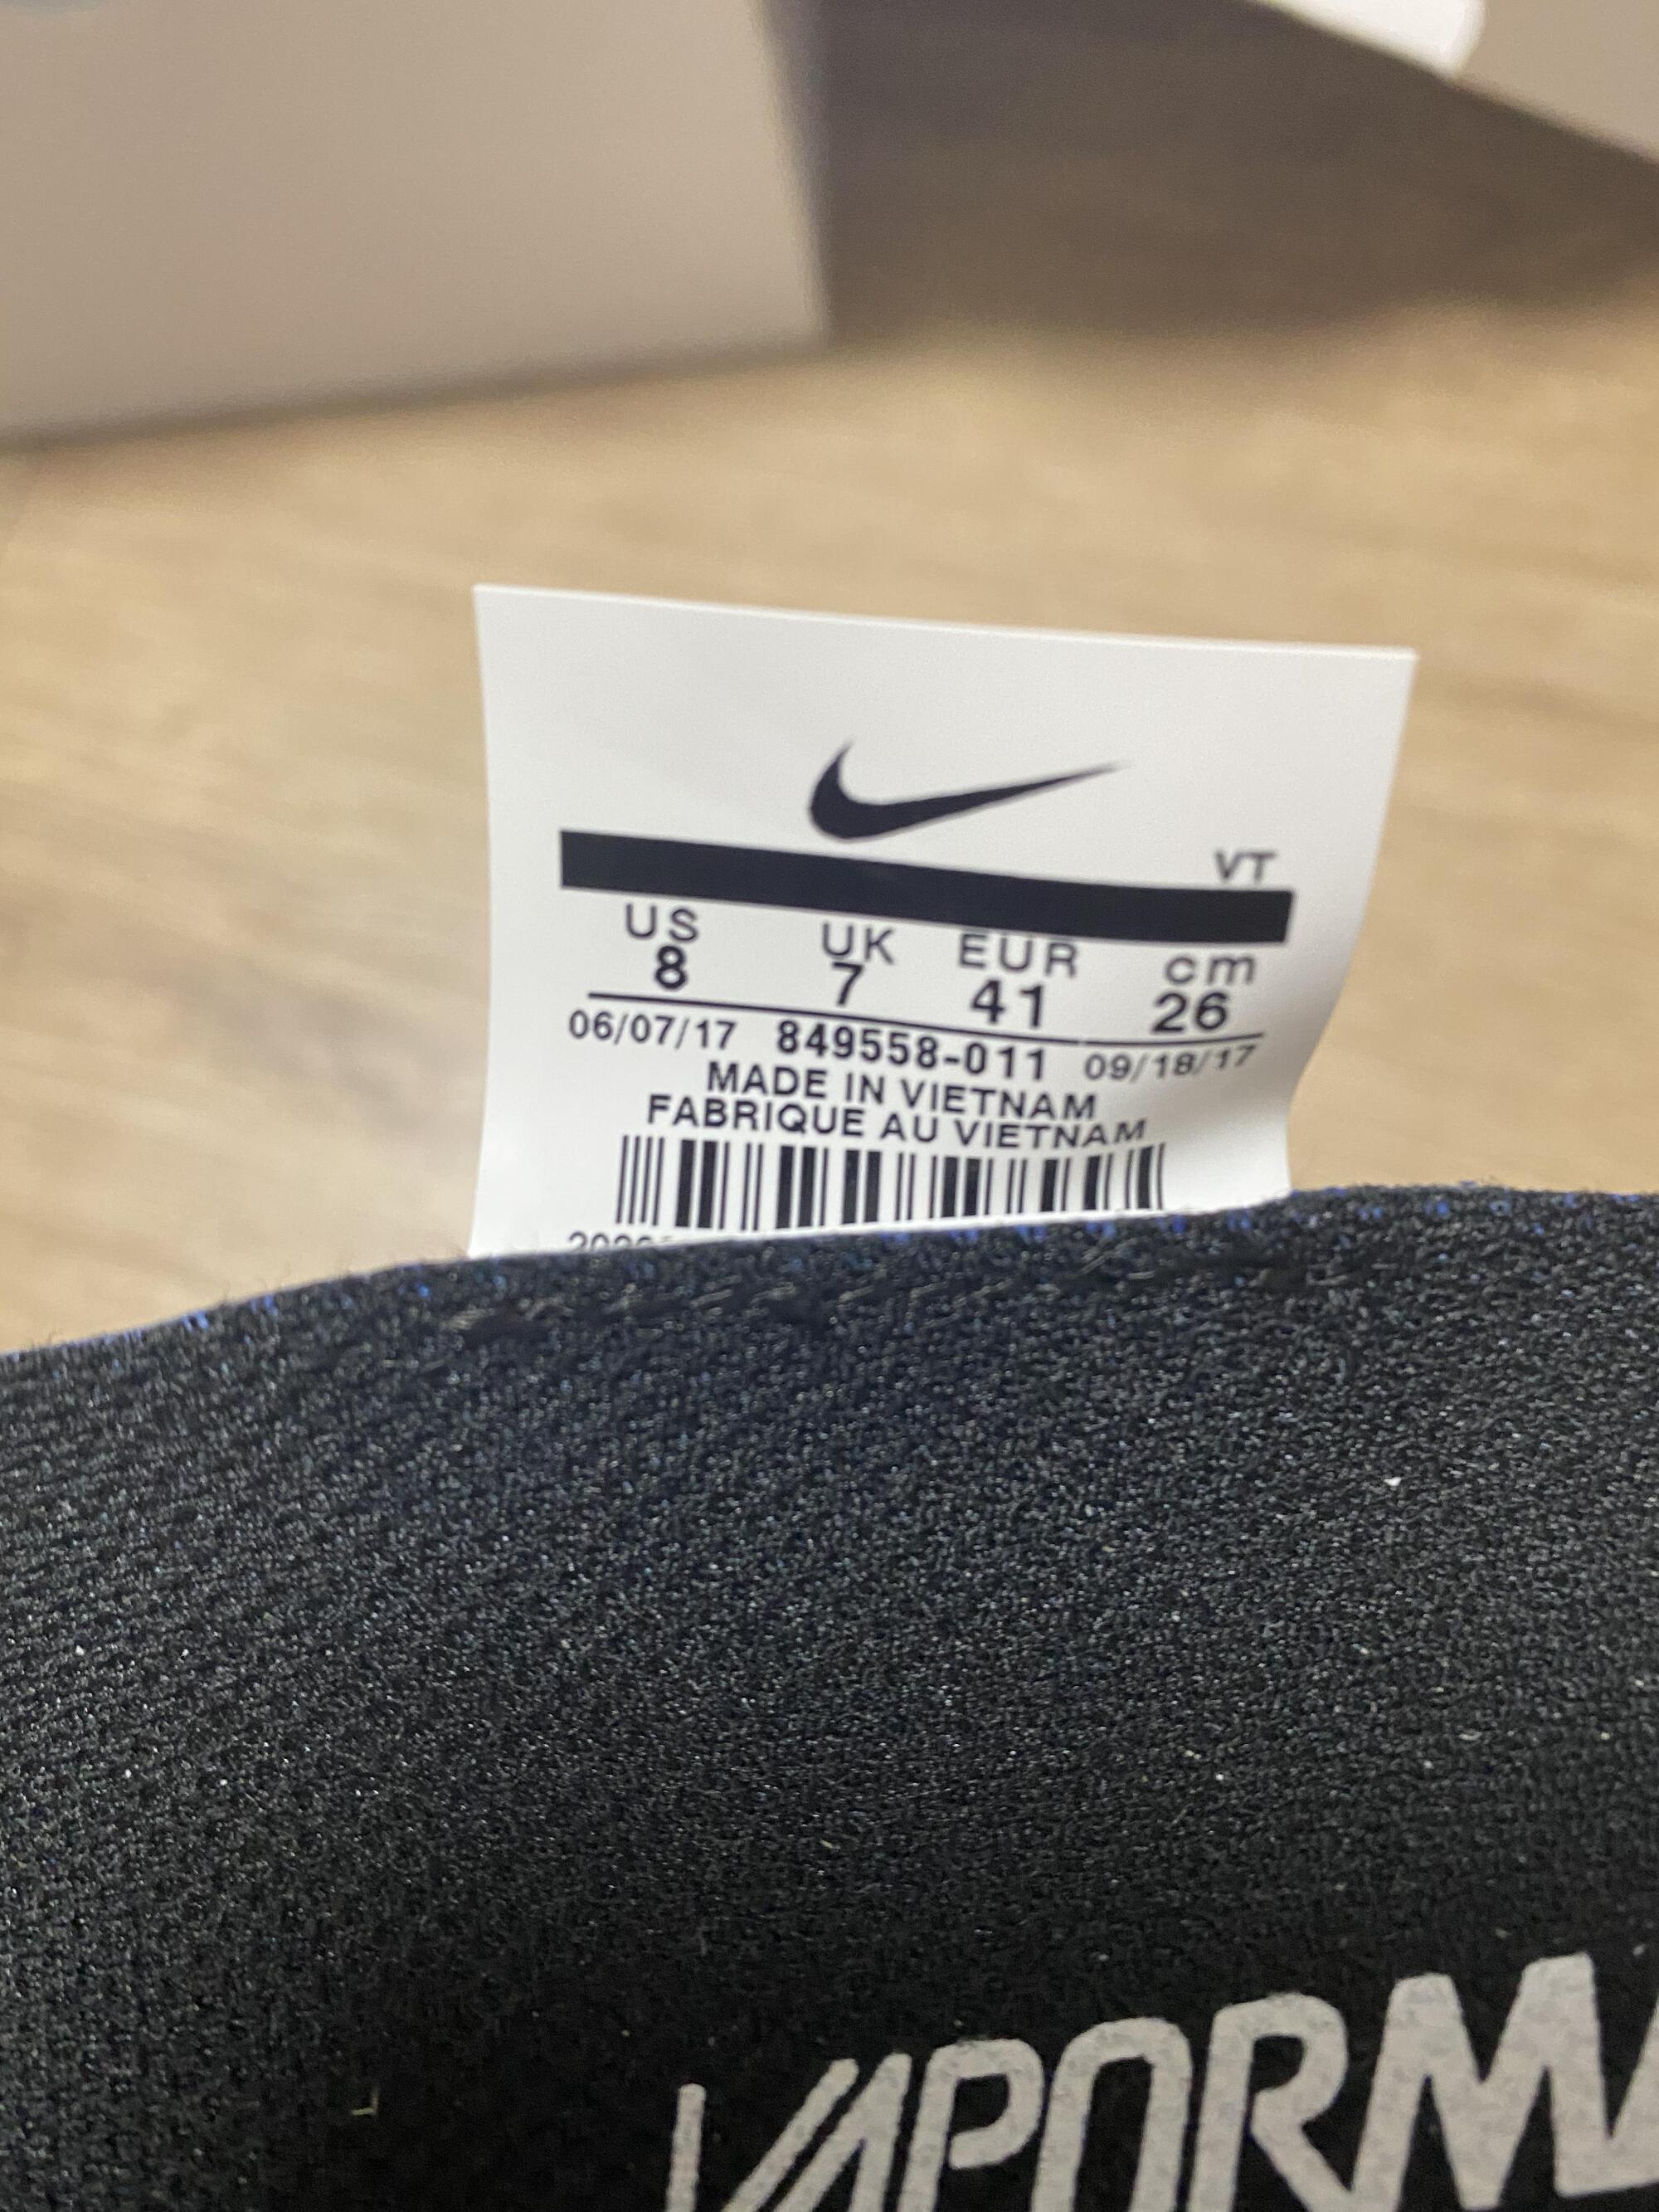 VT
US UK EUR cm
8 7 41 26
06/07/17 849558-011 09/18/17
MADE IN VIETNAM
FABRIQUE AU VIETNAM
VAPORMA